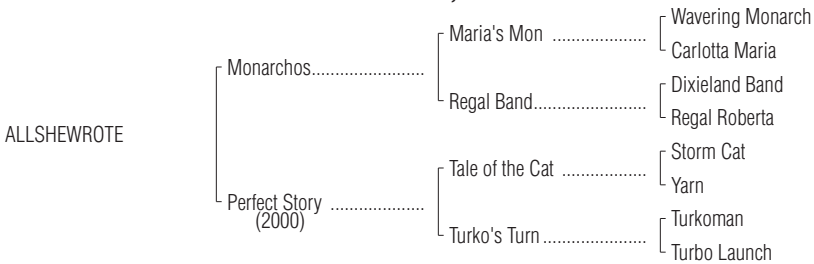 Wavering Monarch
Maria's Mon ....................
Carlotta Maria
Monarchos........................
Dixieland Band
Regal Band........................
Regal Roberta
ALLSHEWROTE
Storm Cat
Tale of the Cat ..................
Yarn
Perfect Story ....................
(2000)
Turkoman
Turko's Turn......................
Turbo Launch